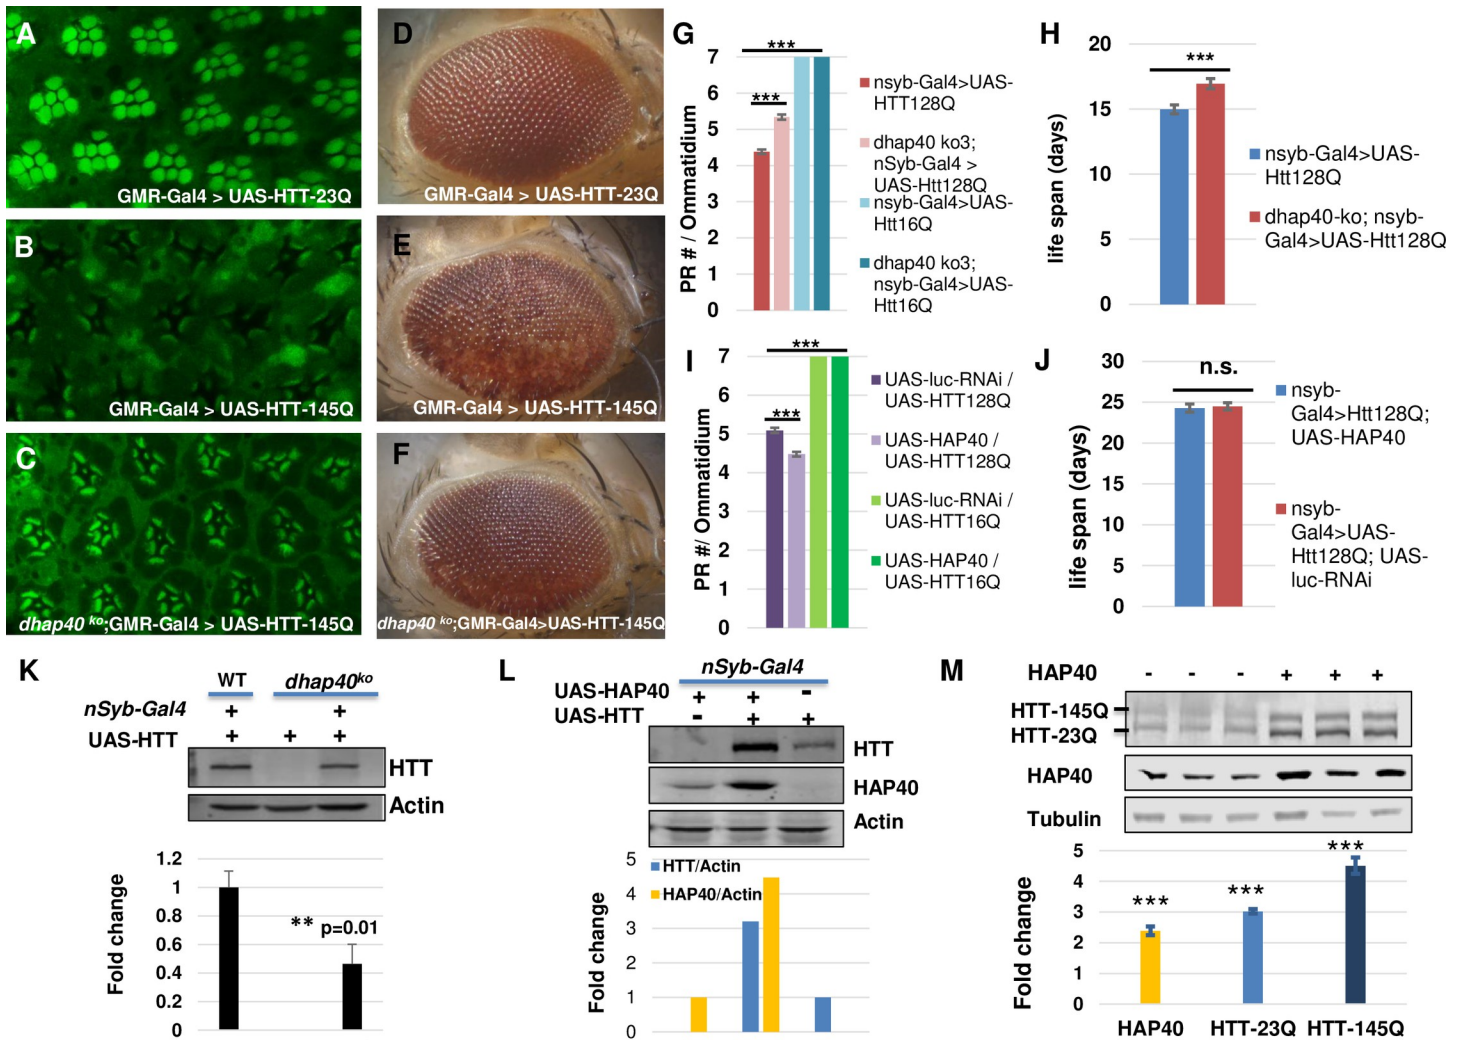 A
GMR-Gal4 > UAS-HTT-23Q
B
GMR-Gal4 > UAS-HTT-145Q
C
dhap40 ko;GMR-Gal4 > UAS-HTT-145Q
D
GMR-Gal4 > UAS-HTT-23Q
E
GMR-Gal4 > UAS-HTT-145Q
F
dhap40 ko;GMR-Gal4>UAS-HTT-145Q
G
PR # / Ommatidium
7
6
5
4
3
2
1
0
***
***
nsyb-Gal4>UAS-
HTT128Q
dhap40 ko3;
nSyb-Gal4 >
UAS-Htt128Q
nsyb-Gal4>UAS-
Htt16Q
dhap40 ko3;
nsyb-Gal4>UAS-
Htt16Q
H
life span (days)
20
15
10
5
0
***
nsyb-Gal4>UAS-
Htt128Q
dhap40-ko; nsyb-
Gal4>UAS-Htt128Q
I
PR #/ Ommatidium
7
6
5
4
3
2
1
0
***
***
UAS-luc-RNAi /
UAS-HTT128Q
UAS-HAP40 /
UAS-HTT128Q
UAS-luc-RNAi /
UAS-HTT16Q
UAS-HAP40 /
UAS-HTT16Q
J
life span (days)
30
25
20
15
10
5
0
n.s.
nsyb-
Gal4>Htt128Q;
UAS-HAP40
nsyb-
Gal4>UAS-
Htt128Q; UAS-
luc-RNAi
K
WT dhap40ko
nSyb-Gal4 + +
UAS-HTT + + +
HTT
Actin
Fold change
1.2
1
0.8
0.6
0.4
0.2
0
** p=0.01
L
nSyb-Gal4
UAS-HAP40 + + -
UAS-HTT - + +
HTT
HAP40
Actin
Fold change
5
4
3
2
1
0
HTT/Actin
HAP40/Actin
M
HAP40 - - - + + +
HTT-145Q
HTT-23Q
HAP40
Tubulin
Fold change
5
4
3
2
1
0
***
***
***
HAP40 HTT-23Q HTT-145Q